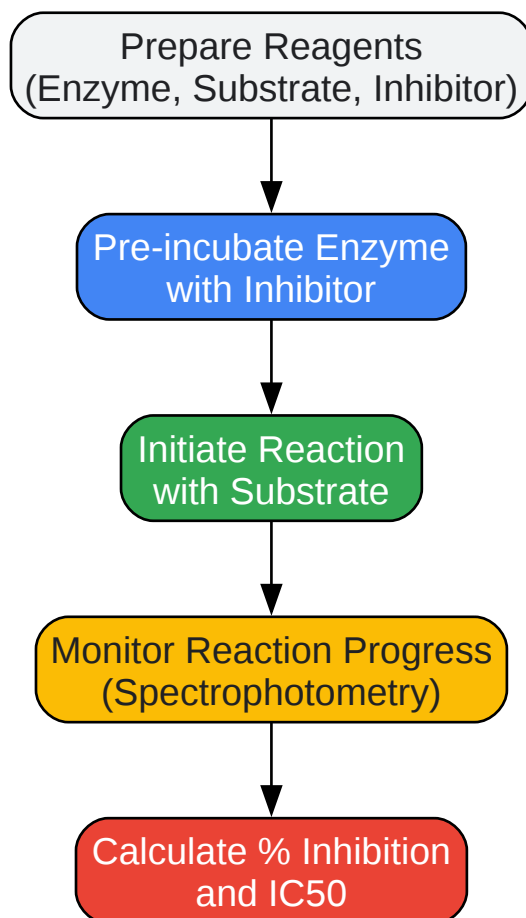 Prepare Reagents
(Enzyme, Substrate, Inhibitor)
Pre-incubate Enzyme
with Inhibitor
Initiate Reaction
with Substrate
Monitor Reaction Progress
(Spectrophotometry)
Calculate % Inhibition
and IC50